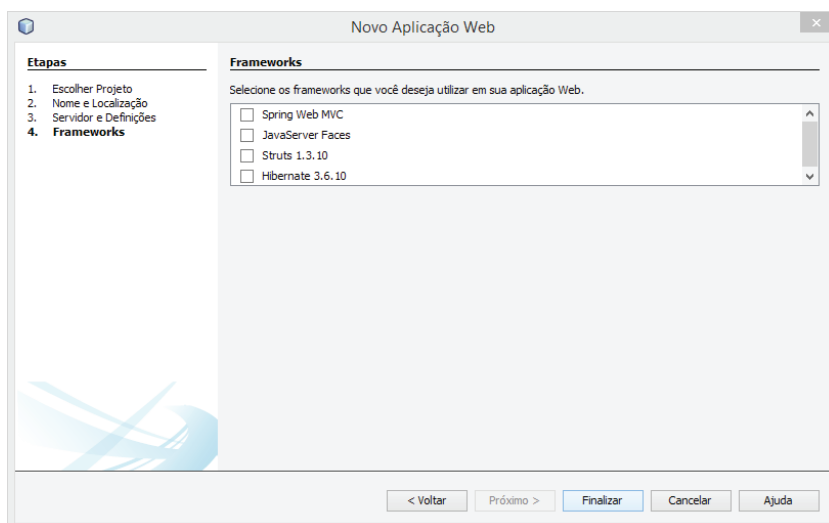 Novo Aplicação Web
Etapas
1. Escolher Projeto
2. Nome e Localização
3. Servidor e Definições
4. Frameworks
Frameworks
Selecione os frameworks que você deseja utilizar em sua aplicação Web.
Spring Web MVC
JavaServer Faces
Struts 1.3.10
Hibernate 3.6.10
< Voltar
Próximo >
Finalizar
Cancelar
Ajuda